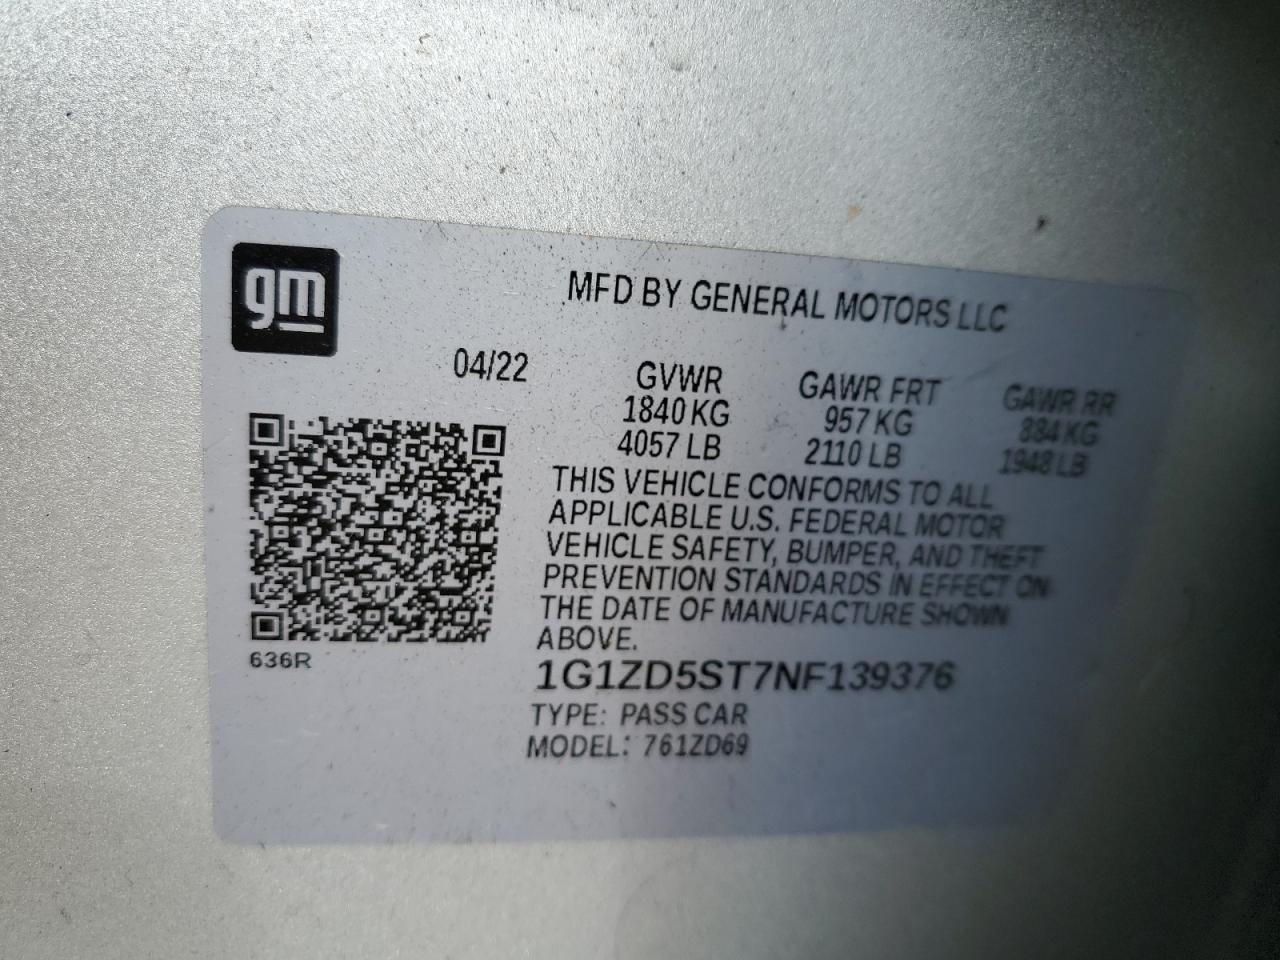 gm
MFD BY GENERAL MOTORS LLC
04/22
GVWR GAWR FRT GAWR RR
1840 KG 957 KG 884 KG
4057 LB 2110 LB 1948 LB
THIS VEHICLE CONFORMS TO ALL
APPLICABLE U.S. FEDERAL MOTOR
VEHICLE SAFETY, BUMPER, AND THEFT
PREVENTION STANDARDS IN EFFECT ON
THE DATE OF MANUFACTURE SHOWN
ABOVE.
636R
1G1ZD5ST7NF139376
TYPE: PASS CAR
MODEL: 761ZD69